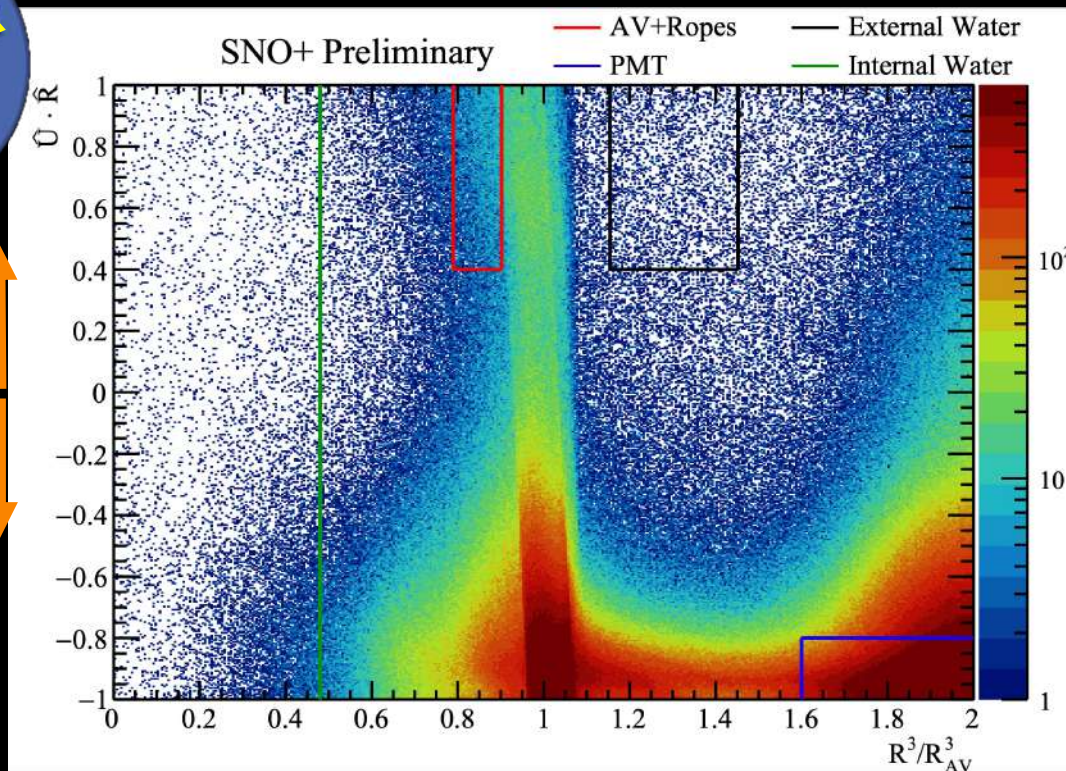 SNO+ Preliminary
AV+Ropes
External Water
PMT
Internal Water
Û · R̂
1
0.8
0.6
0.4
0.2
0
−0.2
−0.4
−0.6
−0.8
−1
0 0.2 0.4 0.6 0.8 1 1.2 1.4 1.6 1.8 2
R³/R³AV
10²
10
1